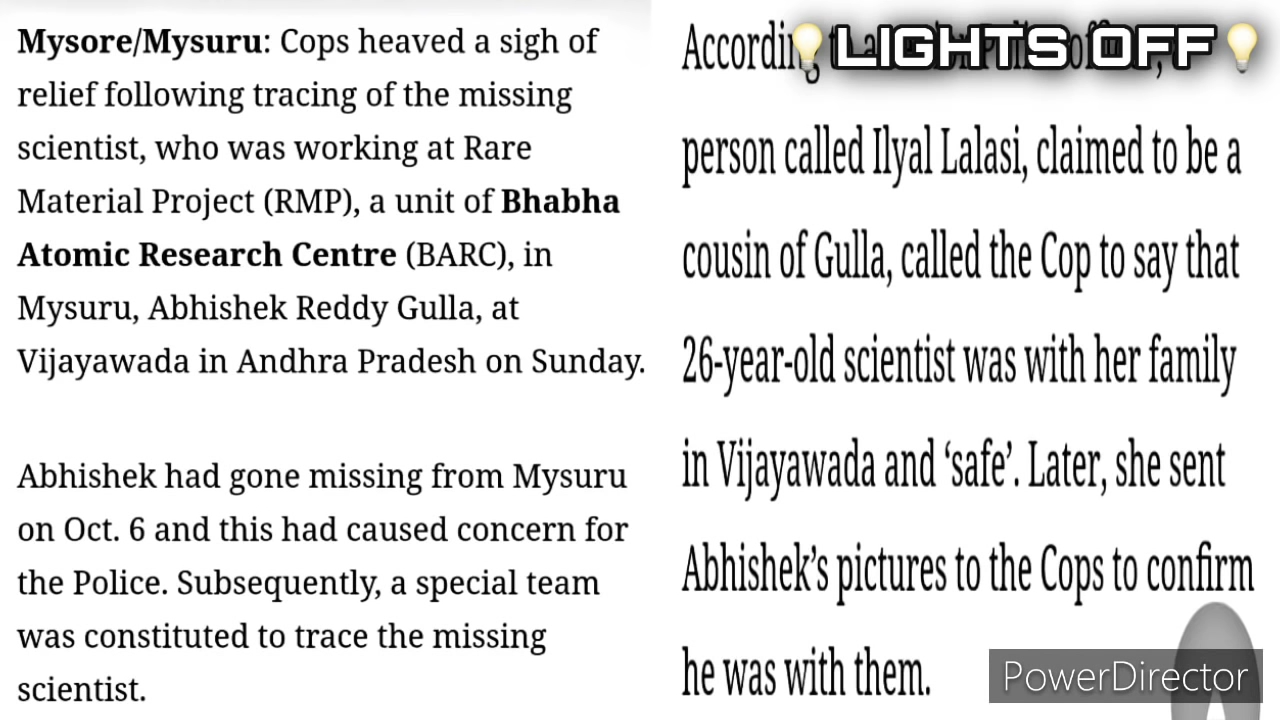 Mysore/Mysuru: Cops heaved a sigh of
relief following tracing of the missing
scientist, who was working at Rare
Material Project (RMP), a unit of Bhabha
Atomic Research Centre (BARC), in
Mysuru, Abhishek Reddy Gulla, at
Vijayawada in Andhra Pradesh on Sunday.
Abhishek had gone missing from Mysuru
on Oct. 6 and this had caused concern for
the Police. Subsequently, a special team
was constituted to trace the missing
scientist.
According
LIGHTS OFF
person called Ilyal Lalasi, claimed to be a
cousin of Gulla, called the Cop to say that
26-year-old scientist was with her family
in Vijayawada and ‘safe’. Later, she sent
Abhishek’s pictures to the Cops to confirm
he was with them.
PowerDirector